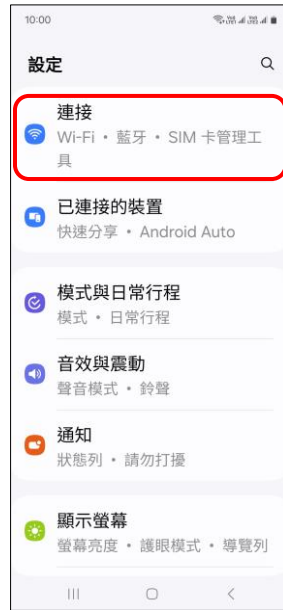 10:00
設定
連接
Wi-Fi • 藍牙 • SIM 卡管理工
具
已連接的裝置
快速分享 • Android Auto
模式與日常行程
模式 • 日常行程
音效與震動
聲音模式 • 鈴聲
通知
狀態列 • 請勿打擾
顯示螢幕
螢幕亮度 • 護眼模式 • 導覽列